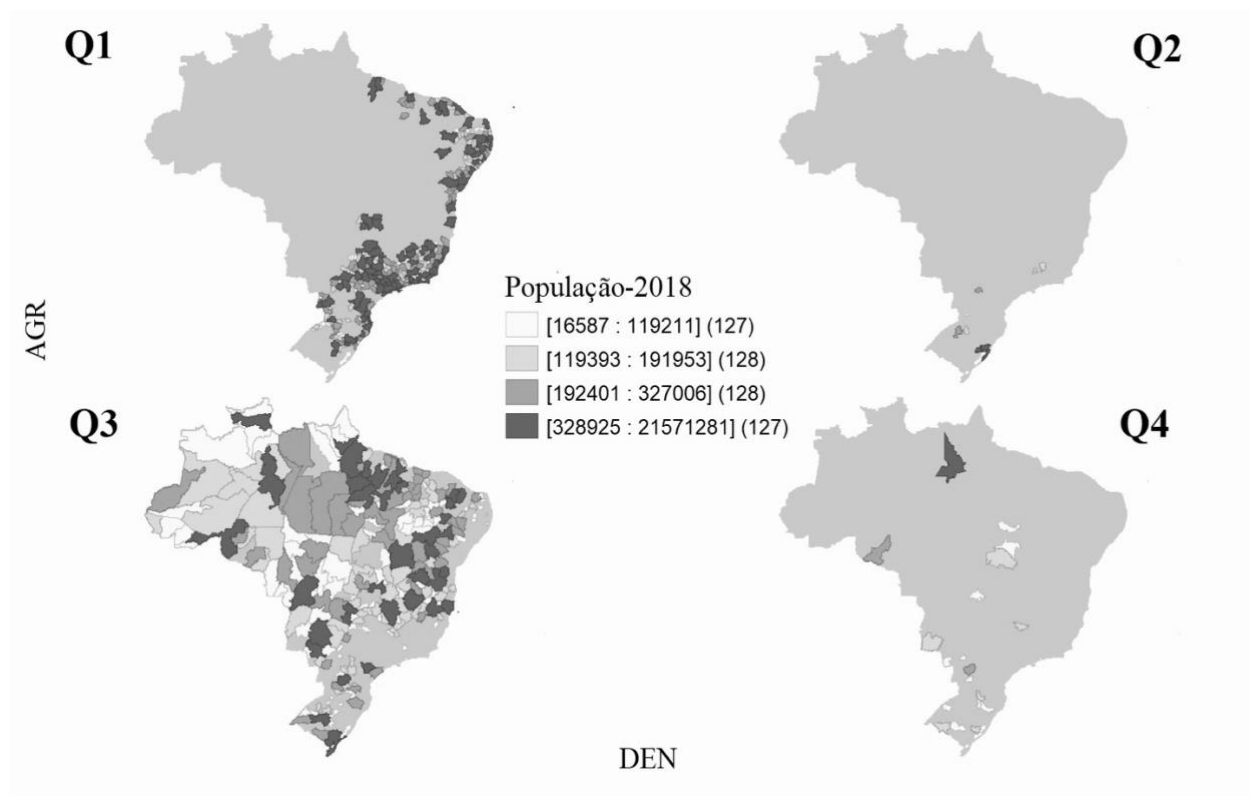 Q1
Q2
AGR
População-2018
[16587 : 119211] (127)
[119393 : 191953] (128)
[192401 : 327006] (128)
[328925 : 21571281] (127)
Q3
Q4
DEN